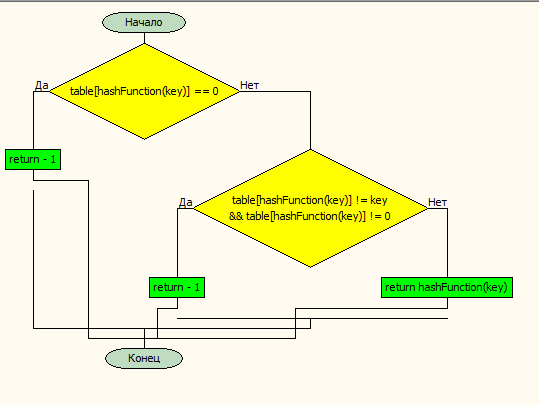 Начало
Да
table[hashFunction(key)] == 0
Нет
return - 1
Да
table[hashFunction(key)] != key
&& table[hashFunction(key)] != 0
Нет
return - 1
return hashFunction(key)
Конец